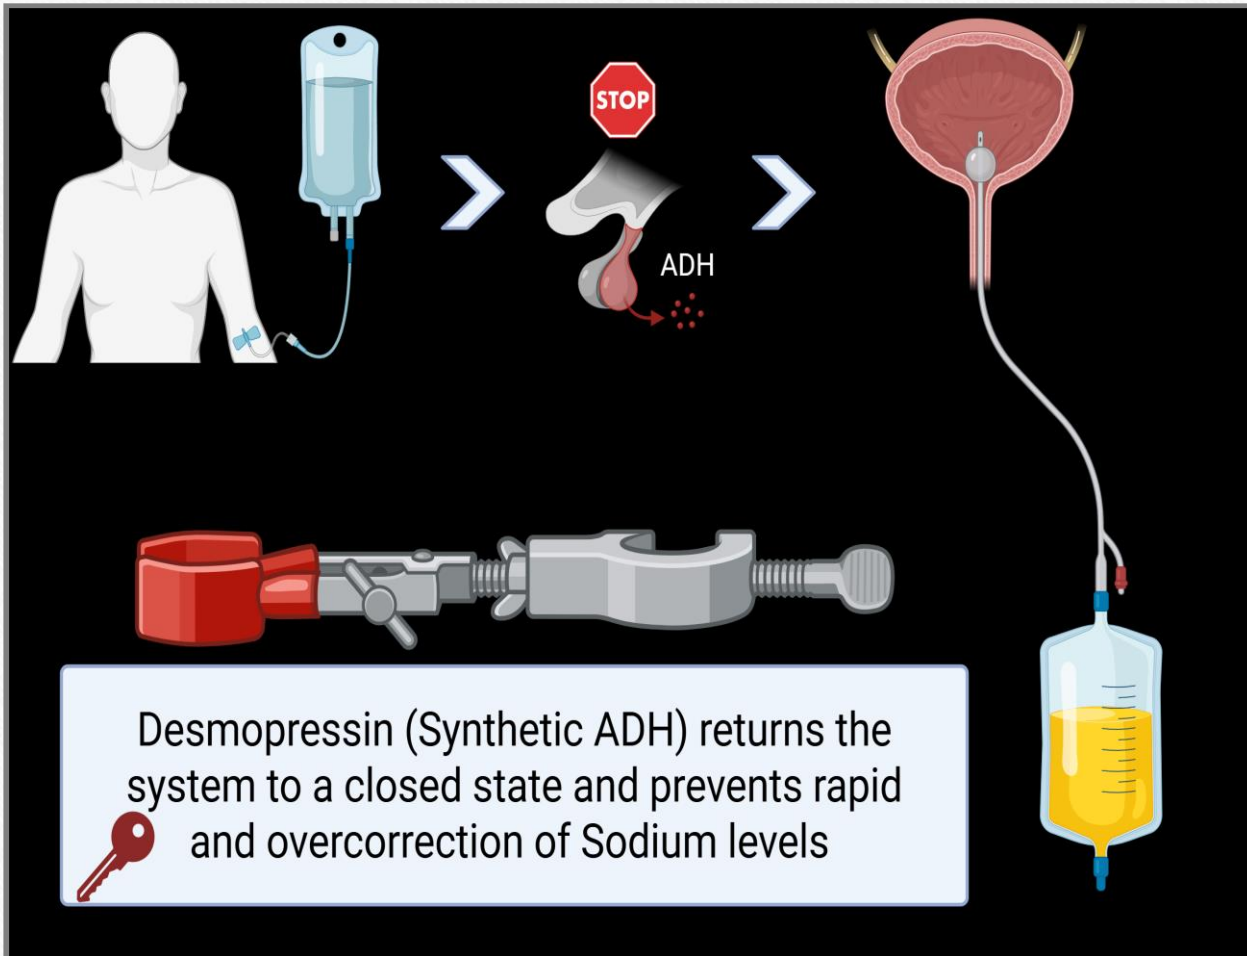 STOP
ADH
Desmopressin (Synthetic ADH) returns the
system to a closed state and prevents rapid
and overcorrection of Sodium levels